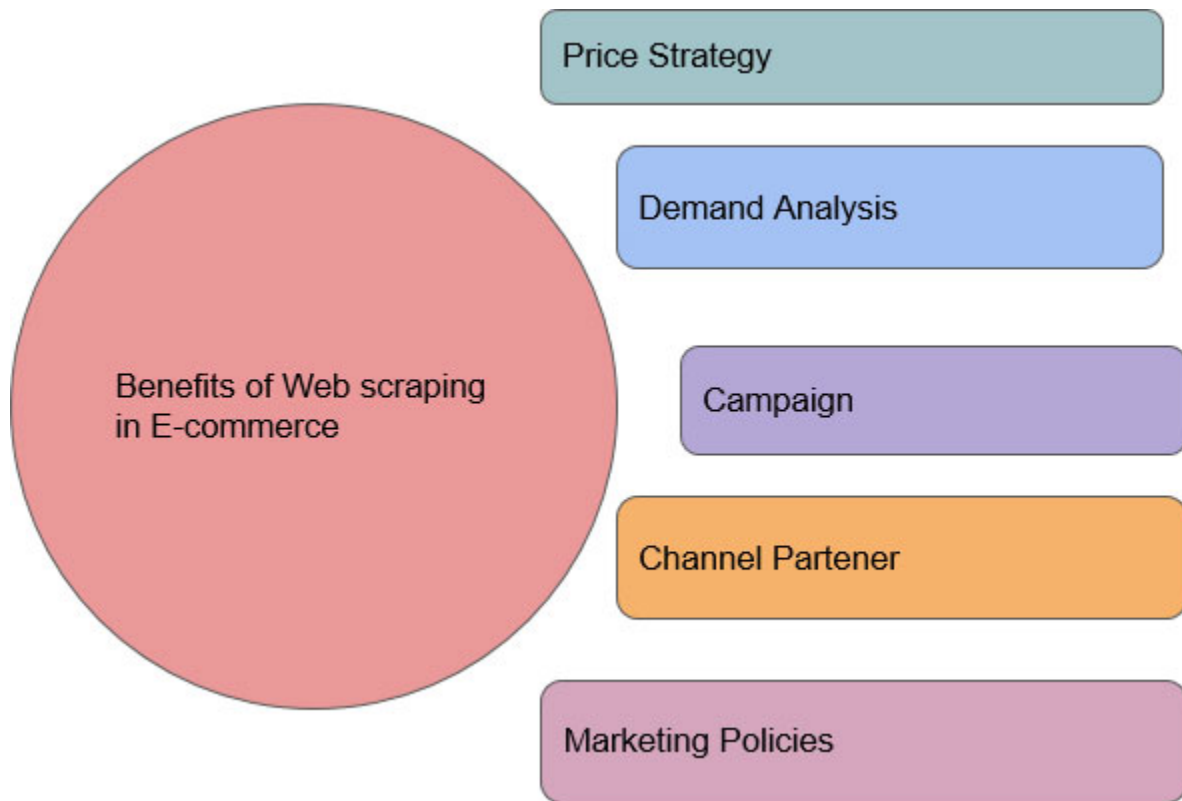 Price Strategy
Demand Analysis
Benefits of Web scraping
in E-commerce
Campaign
Channel Partener
Marketing Policies